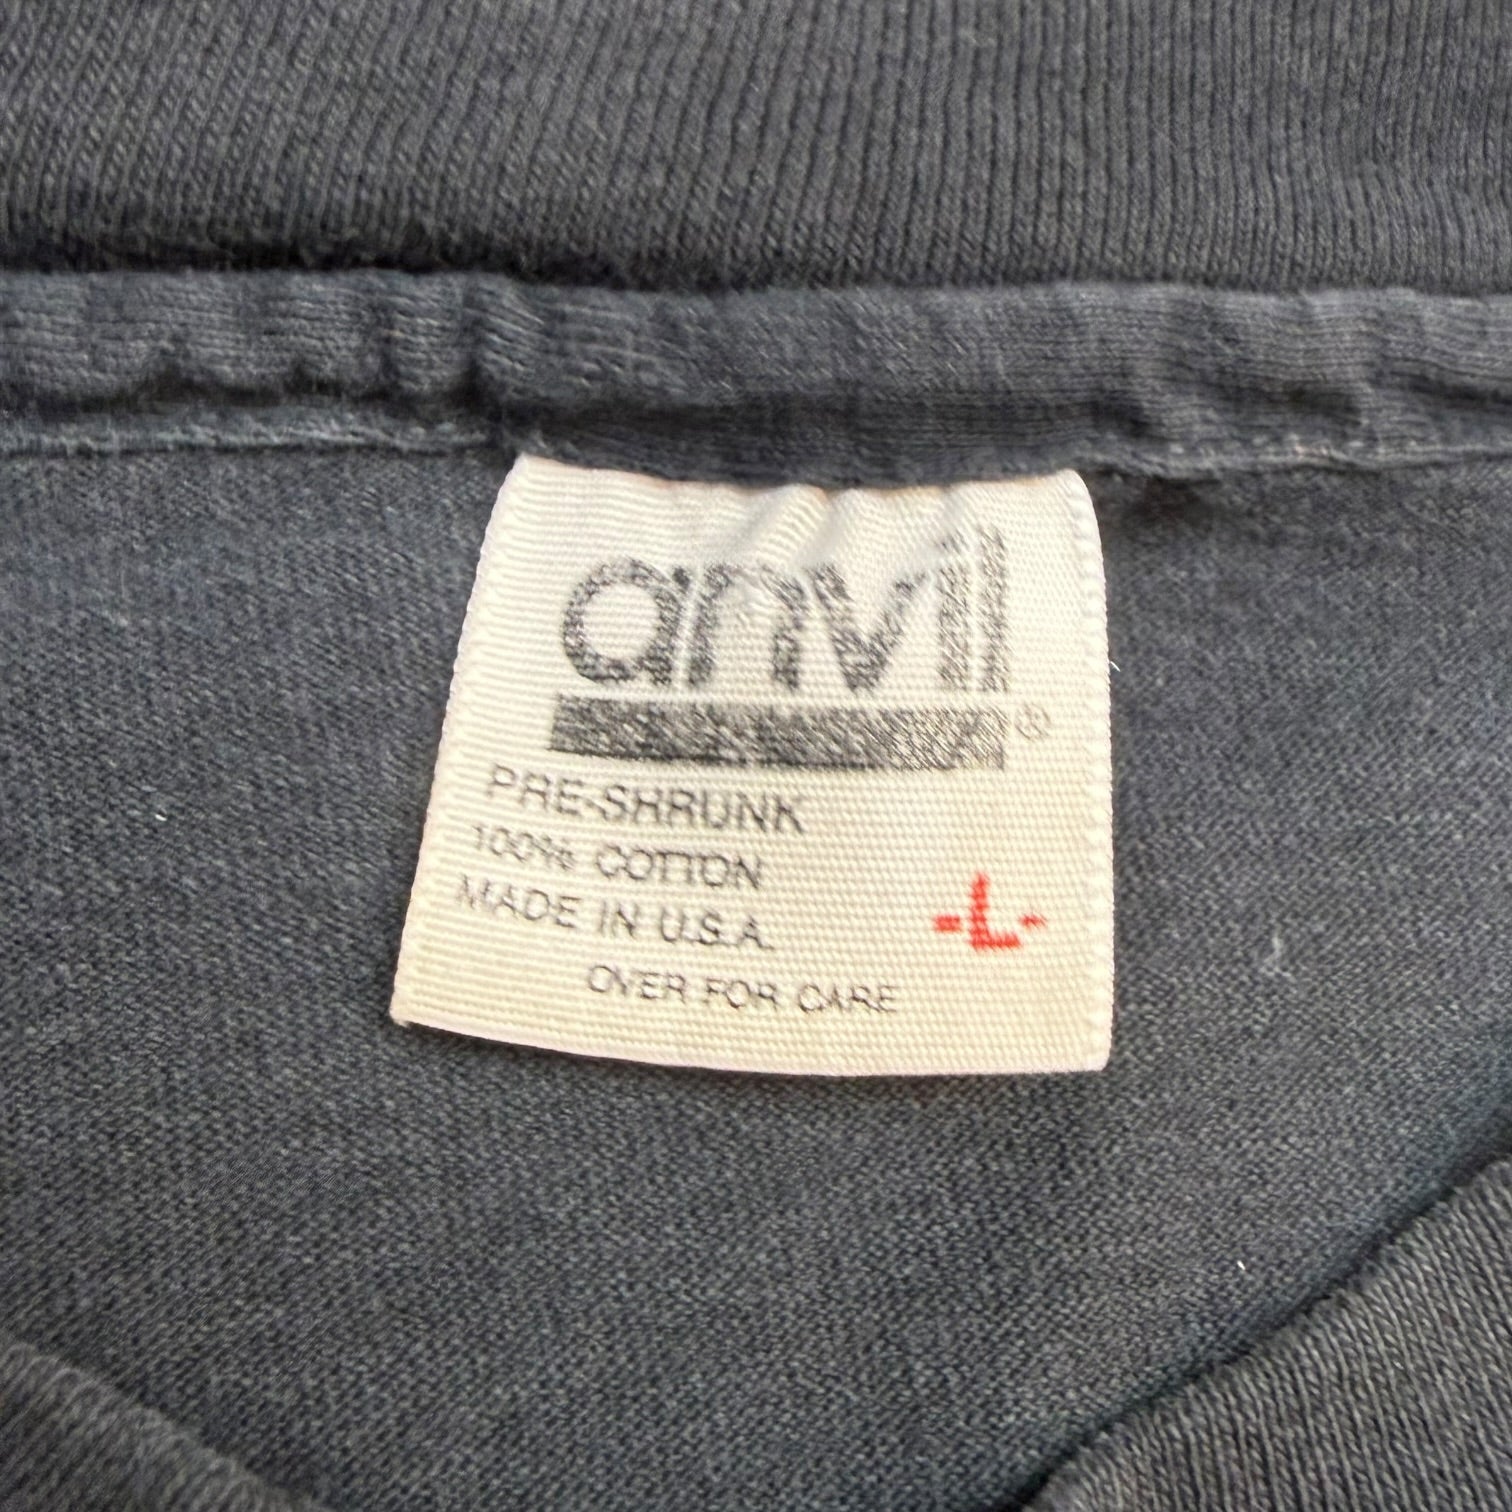 anvil®
PRE-SHRUNK
100% COTTON
MADE IN U.S.A.
-L-
OVER FOR CARE